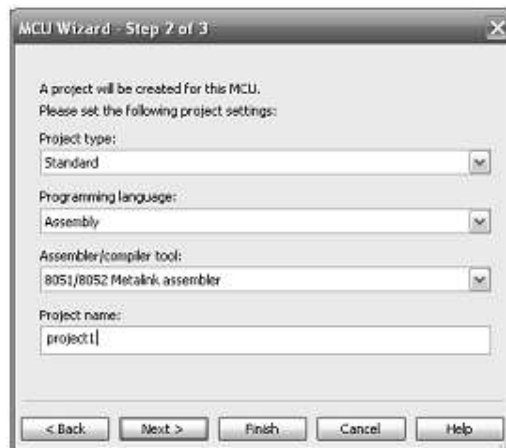 MCU Wizard - Step 2 of 3
A project will be created for this MCU.
Please set the following project settings:
Project type:
Standard
Programming language:
Assembly
Assembler/compiler tool:
8051/8052 Metalink assembler
Project name:
project1
< Back Next > Finish Cancel Help